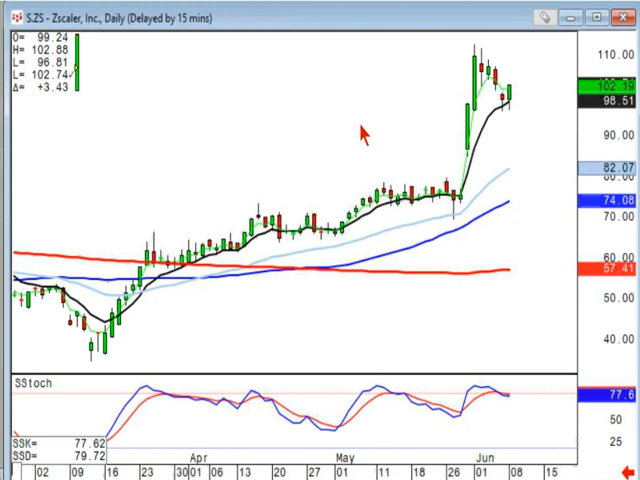 S.ZS - Zscaler, Inc., Daily (Delayed by 15 mins)
O= 99.24
H= 102.88
L= 96.81
L= 102.74
Δ= +3.43
110.00
102.19
98.51
90.00
82.07
80.00
74.08
70.00
60.00
57.41
50.00
40.00
SStoch
77.6
50
25
SSK= 77.62
SSD= 79.72
Apr May Jun
02 09 16 23 30 01 06 13 20 27 01 04 11 18 26 01 08 15